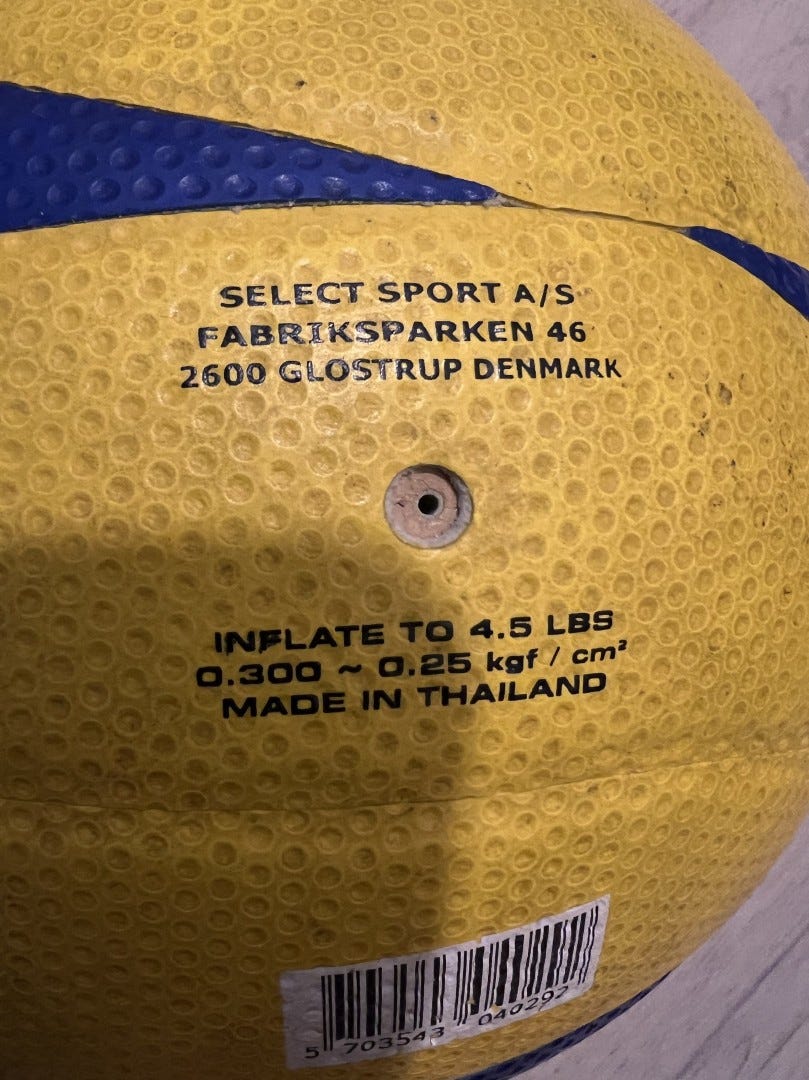 SELECT SPORT A/S
FABRIKSPARKEN 46
2600 GLOSTRUP DENMARK
INFLATE TO 4.5 LBS
0.300 ~ 0.25 kgf / cm²
MADE IN THAILAND
5 703543 040292